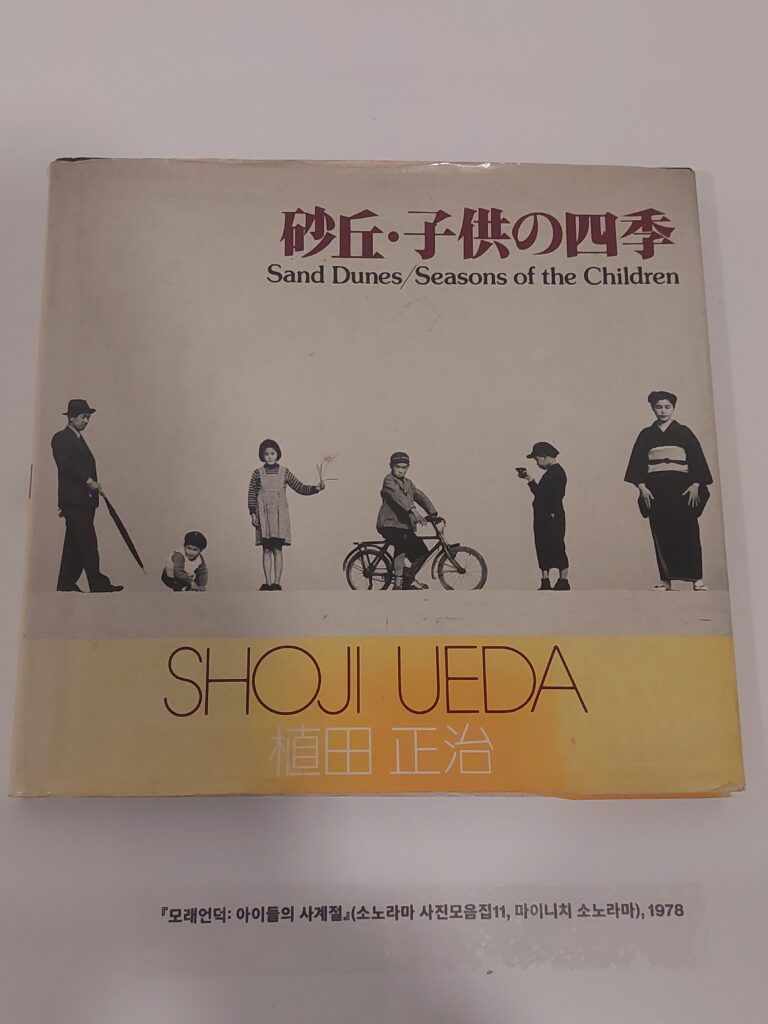 砂丘・子供の四季
Sand Dunes/Seasons of the Children
SHOJI UEDA
植田 正治
『모래언덕: 아이들의 사계절』(소노라마 사진모음집11, 마이니치 소노라마), 1978